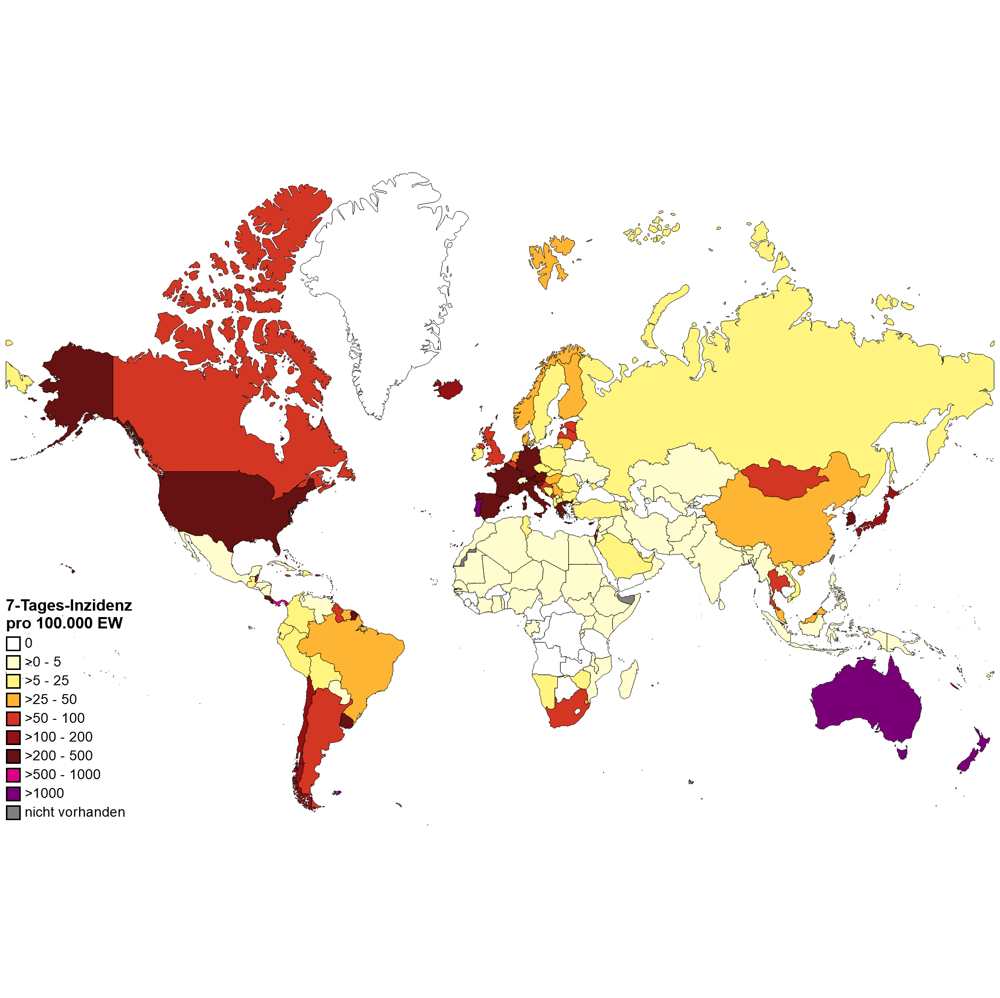 7-Tages-Inzidenz
pro 100.000 EW
0
>0 - 5
>5 - 25
>25 - 50
>50 - 100
>100 - 200
>200 - 500
>500 - 1000
>1000
nicht vorhanden